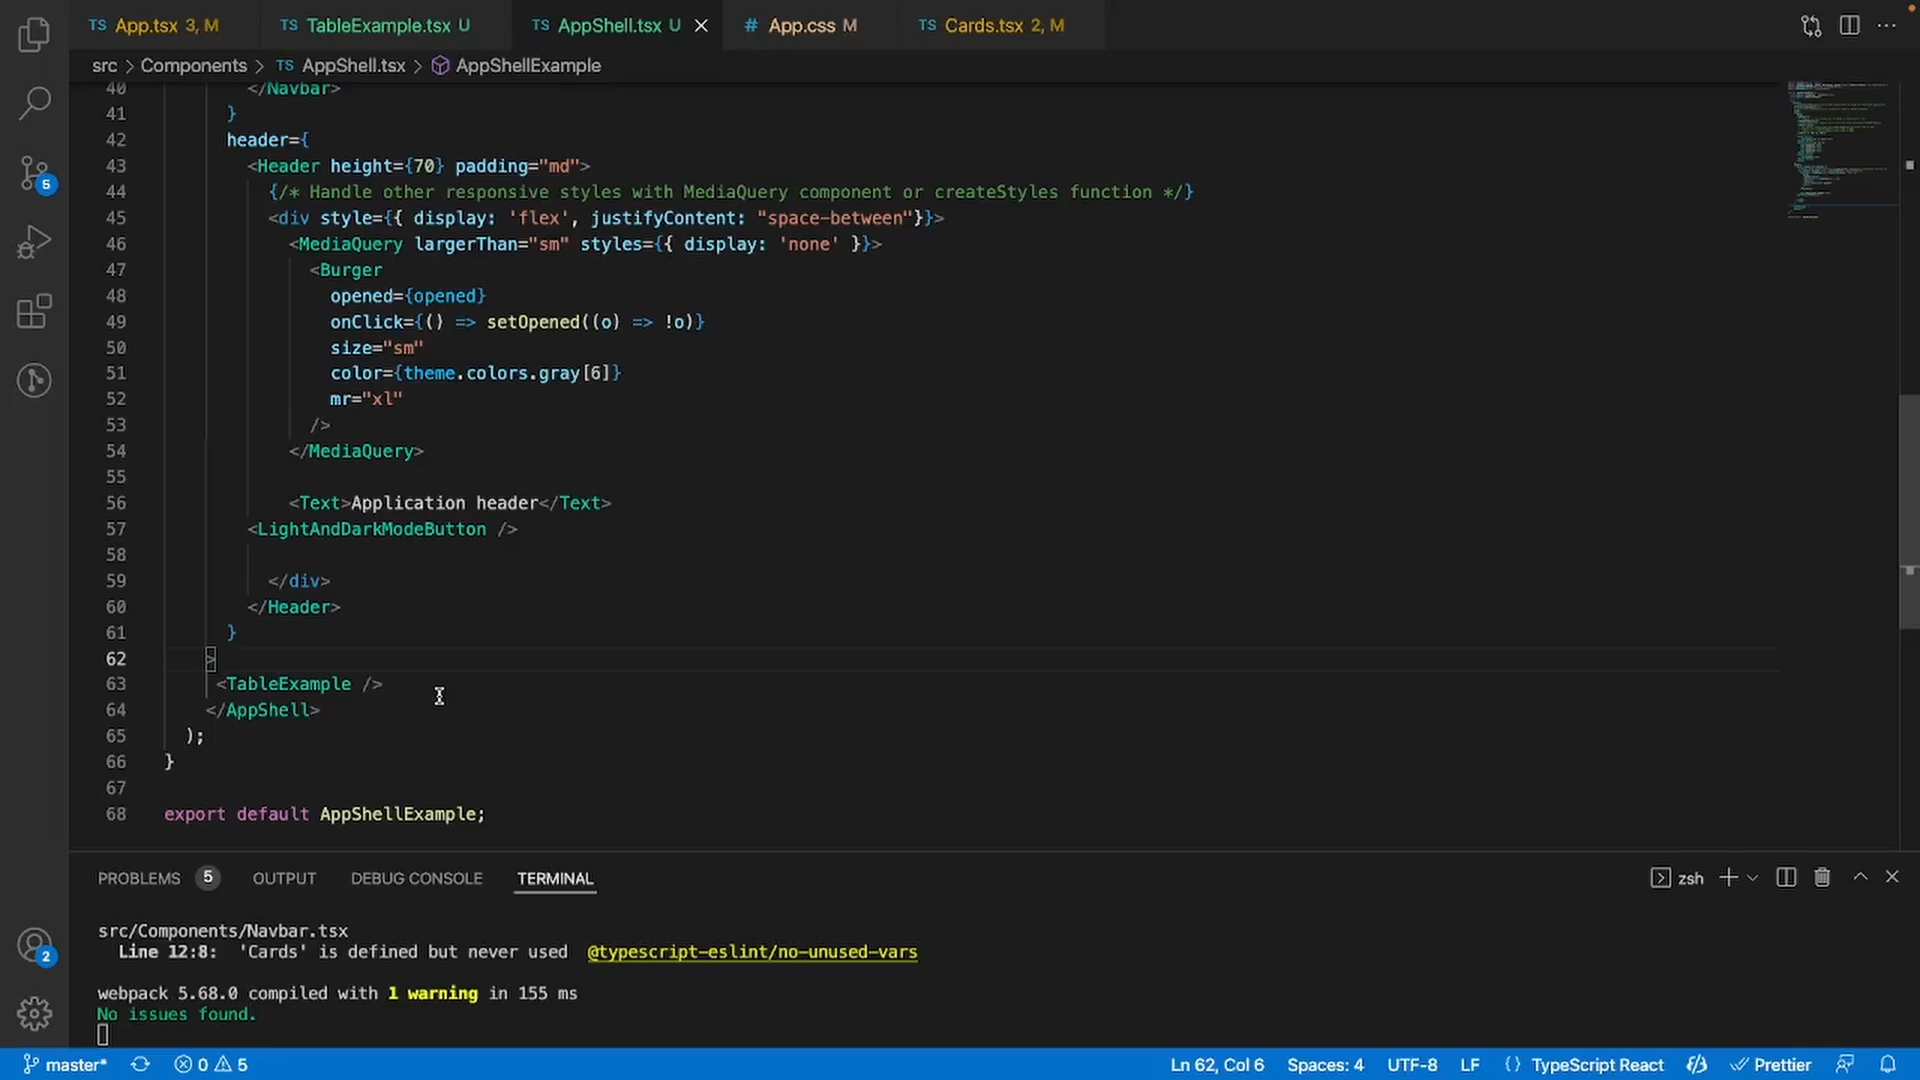 TS App.tsx 3, M
TS TableExample.tsx U
TS AppShell.tsx U
# App.css M
TS Cards.tsx 2, M
src > Components > TS AppShell.tsx > AppShellExample
40 </Navbar>
41 }
42 header={
43 <Header height={70} padding="md">
44 {/* Handle other responsive styles with MediaQuery component or createStyles function */}
45 <div style={{ display: 'flex', justifyContent: "space-between"}}>
46 <MediaQuery largerThan="sm" styles={{ display: 'none' }}>
47 <Burger
48 opened={opened}
49 onClick={() => setOpened((o) => !o)}
50 size="sm"
51 color={theme.colors.gray[6]}
52 mr="xl"
53 />
54 </MediaQuery>
55
56 <Text>Application header</Text>
57 <LightAndDarkModeButton />
58
59 </div>
60 </Header>
61 }
62 >
63 <TableExample />
64 </AppShell>
65 );
66 }
67
68 export default AppShellExample;
5
2
PROBLEMS 5 OUTPUT DEBUG CONSOLE TERMINAL
zsh
src/Components/Navbar.tsx
Line 12:8: 'Cards' is defined but never used @typescript-eslint/no-unused-vars
webpack 5.68.0 compiled with 1 warning in 155 ms
No issues found.
master* 0 5
Ln 62, Col 6 Spaces: 4 UTF-8 LF {} TypeScript React Prettier